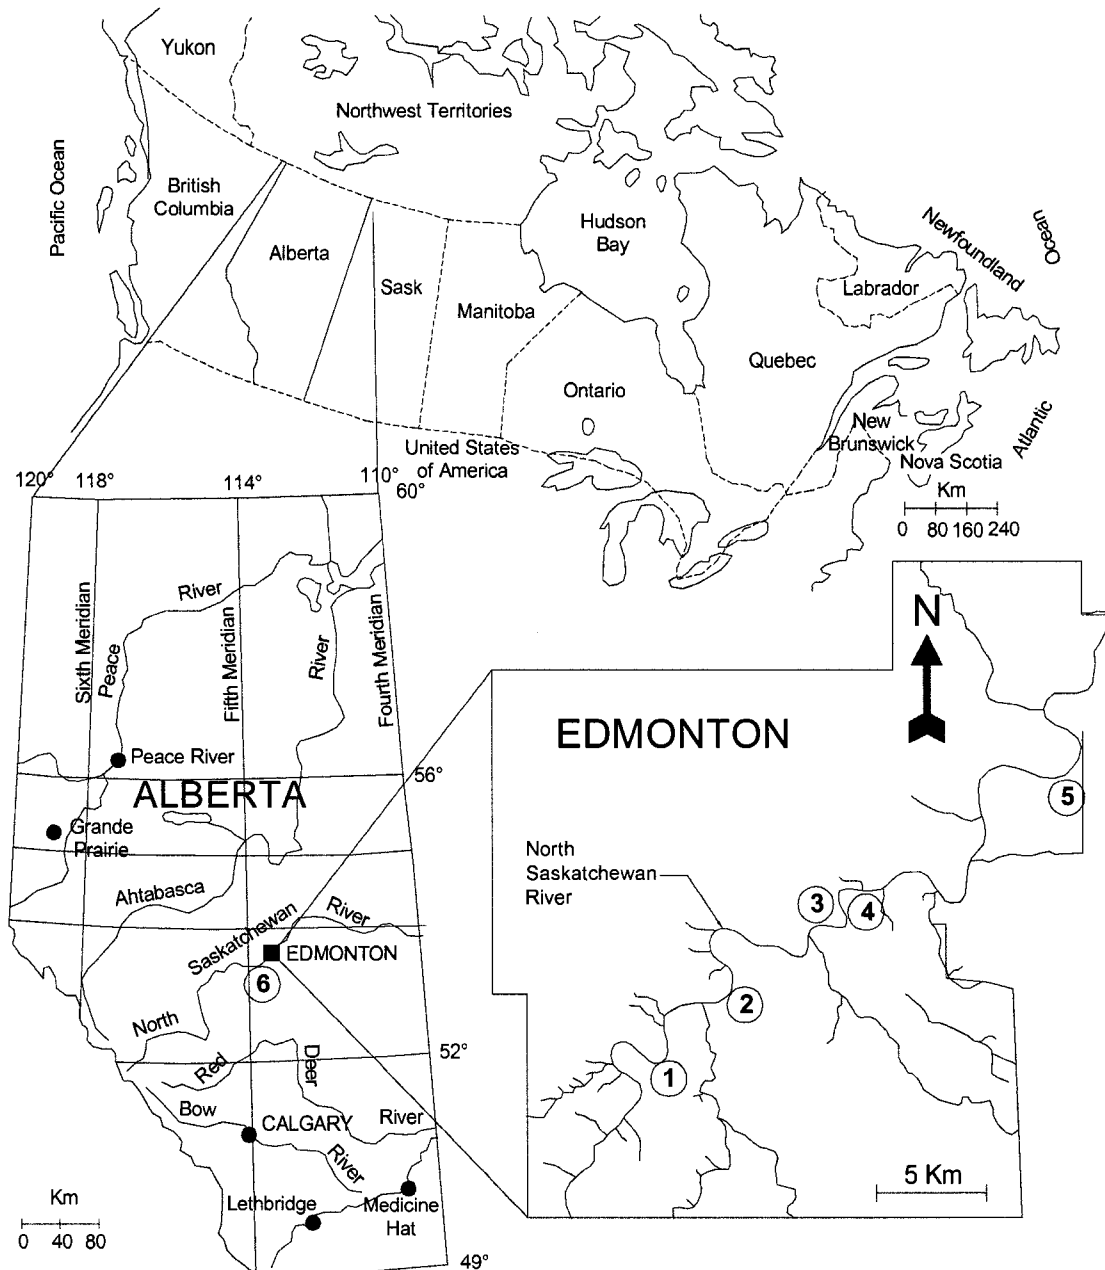 Yukon
Northwest Territories
Pacific Ocean
British
Columbia
Alberta
Sask
Manitoba
Hudson
Bay
Ontario
Quebec
Labrador
Newfoundland
Ocean
Atlantic
New
Brunswick
Nova Scotia
United States
of America
Km
0 80 160 240
120°
118°
114°
110°
60°
Sixth Meridian
Peace
River
Fifth Meridian
River
Fourth Meridian
Peace River
56°
ALBERTA
Grande
Prairie
Ahtabasca
Saskatchewan
River
EDMONTON
6
North
52°
Red
Deer
Bow
CALGARY
River
River
Lethbridge
Medicine
Hat
49°
Km
0 40 80
N
EDMONTON
North
Saskatchewan
River
5
3
4
2
1
5 Km